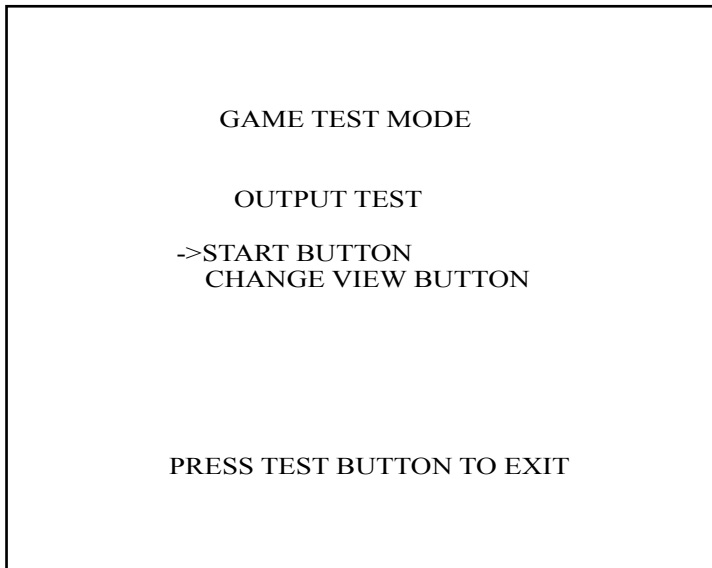 GAME TEST MODE
OUTPUT TEST
->START BUTTON
CHANGE VIEW BUTTON
PRESS TEST BUTTON TO EXIT